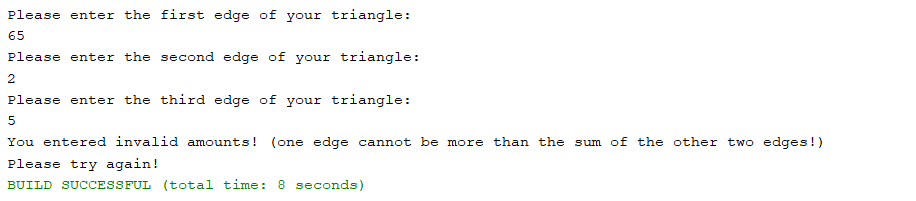 Please enter the first edge of your triangle:
65
Please enter the second edge of your triangle:
2
Please enter the third edge of your triangle:
5
You entered invalid amounts! (one edge cannot be more than the sum of the other two edges!)
Please try again!
BUILD SUCCESSFUL (total time: 8 seconds)